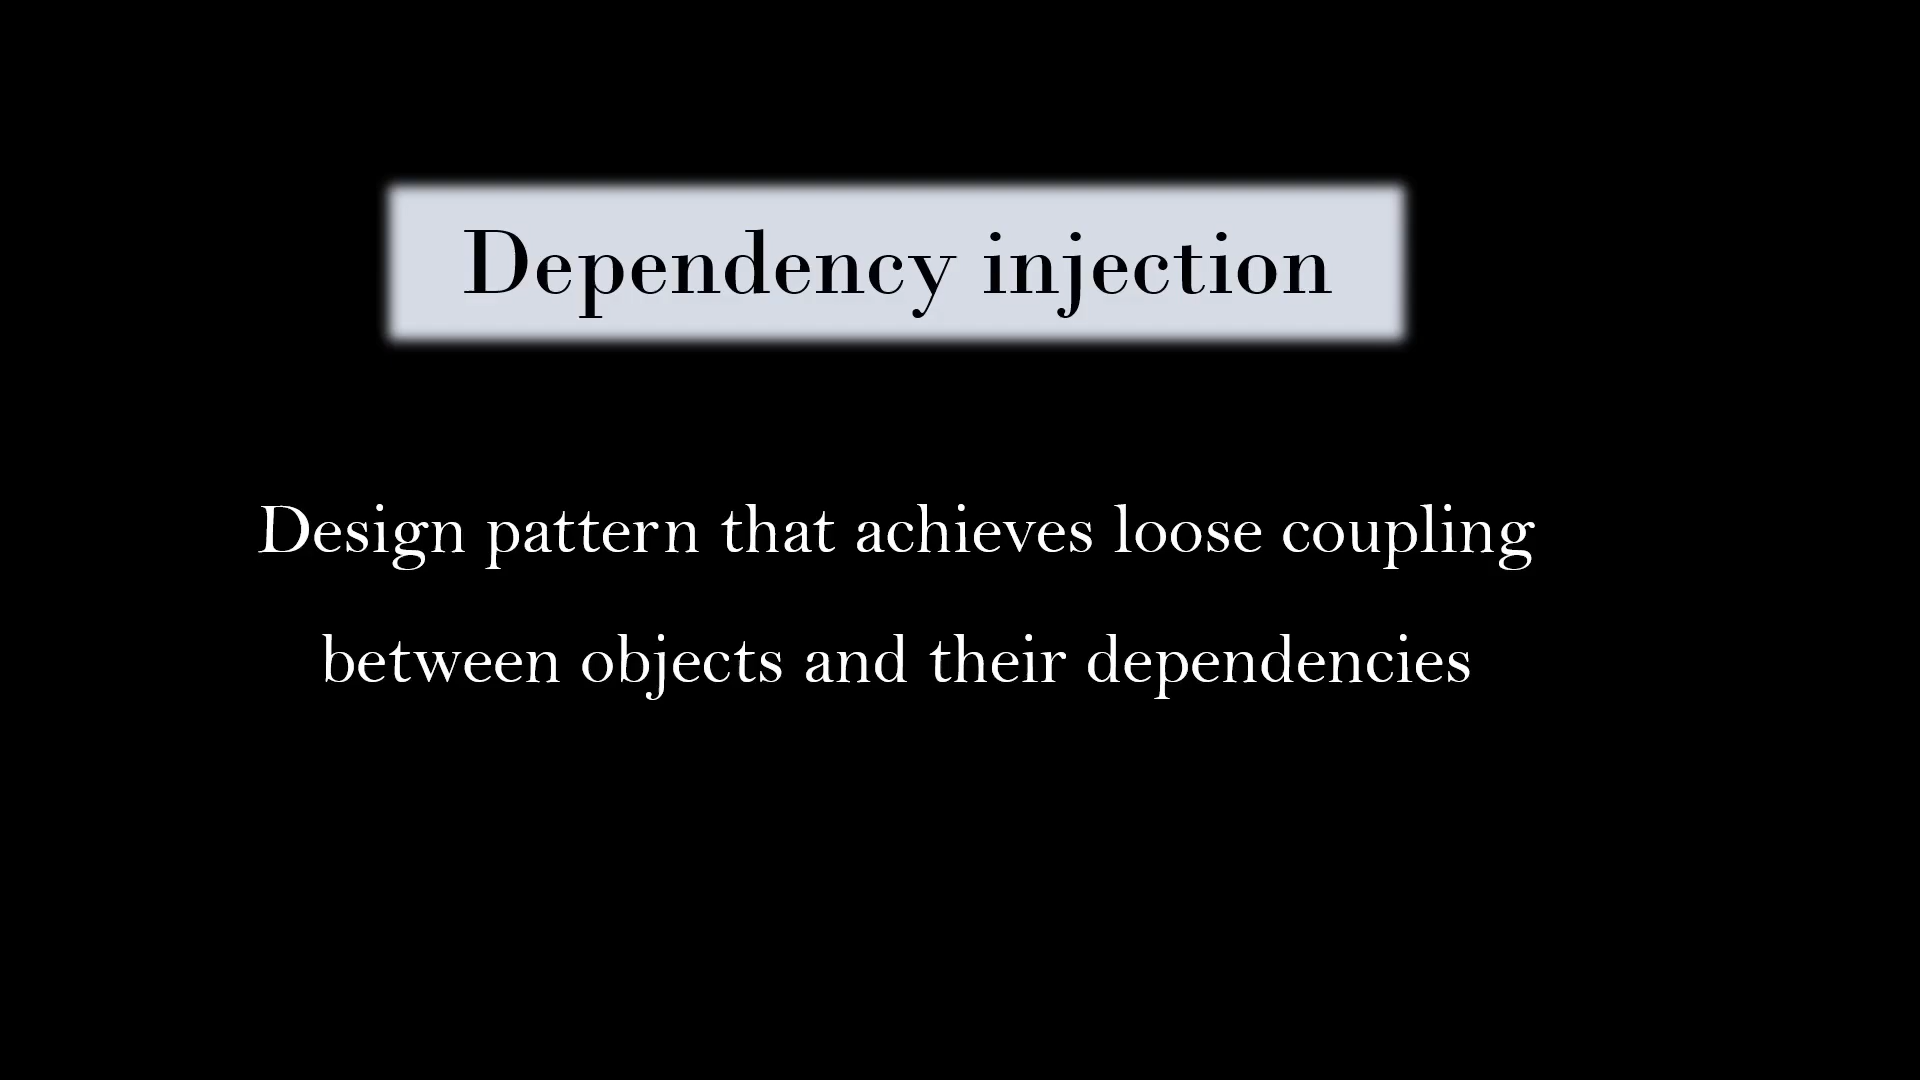 Dependency injection
Design pattern that achieves loose coupling
between objects and their dependencies